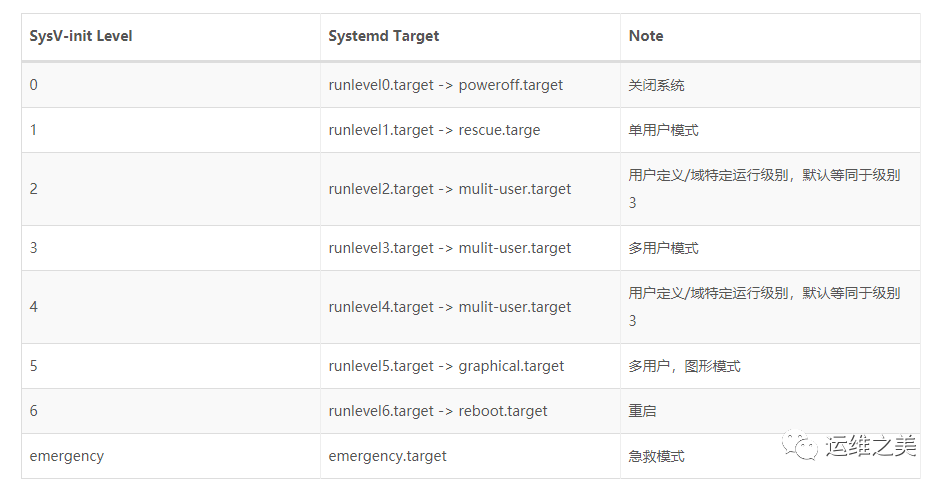 SysV-init Level Systemd Target Note
0 runlevel0.target -> poweroff.target 关闭系统
1 runlevel1.target -> rescue.targe 单用户模式
2 runlevel2.target -> mulit-user.target 用户定义/域特定运行级别，默认等同于级别
3
3 runlevel3.target -> mulit-user.target 多用户模式
4 runlevel4.target -> mulit-user.target 用户定义/域特定运行级别，默认等同于级别
3
5 runlevel5.target -> graphical.target 多用户，图形模式
6 runlevel6.target -> reboot.target 重启
emergency emergency.target 急救模式
运维之美